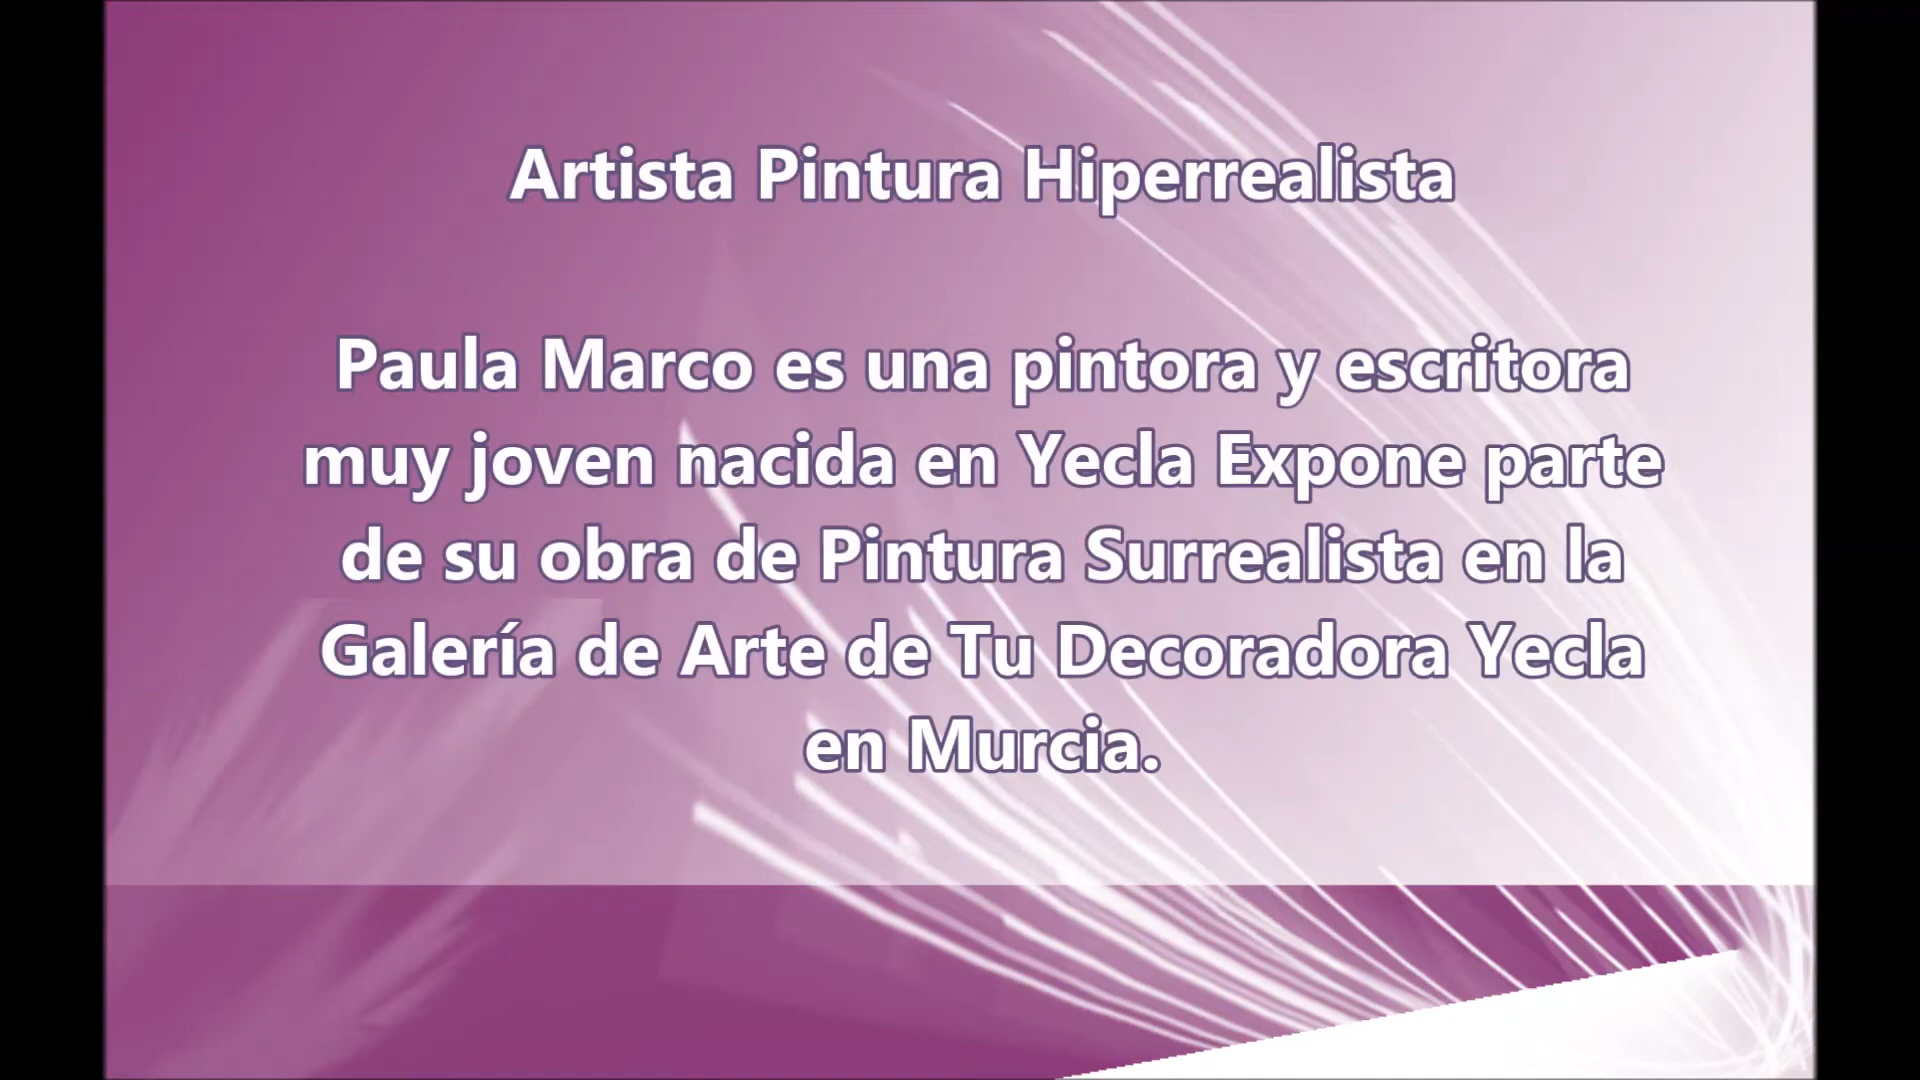 Artista Pintura Hiperrealista
Paula Marco es una pintora y escritora
muy joven nacida en Yecla Expone parte
de su obra de Pintura Surrealista en la
Galería de Arte de Tu Decoradora Yecla
en Murcia.